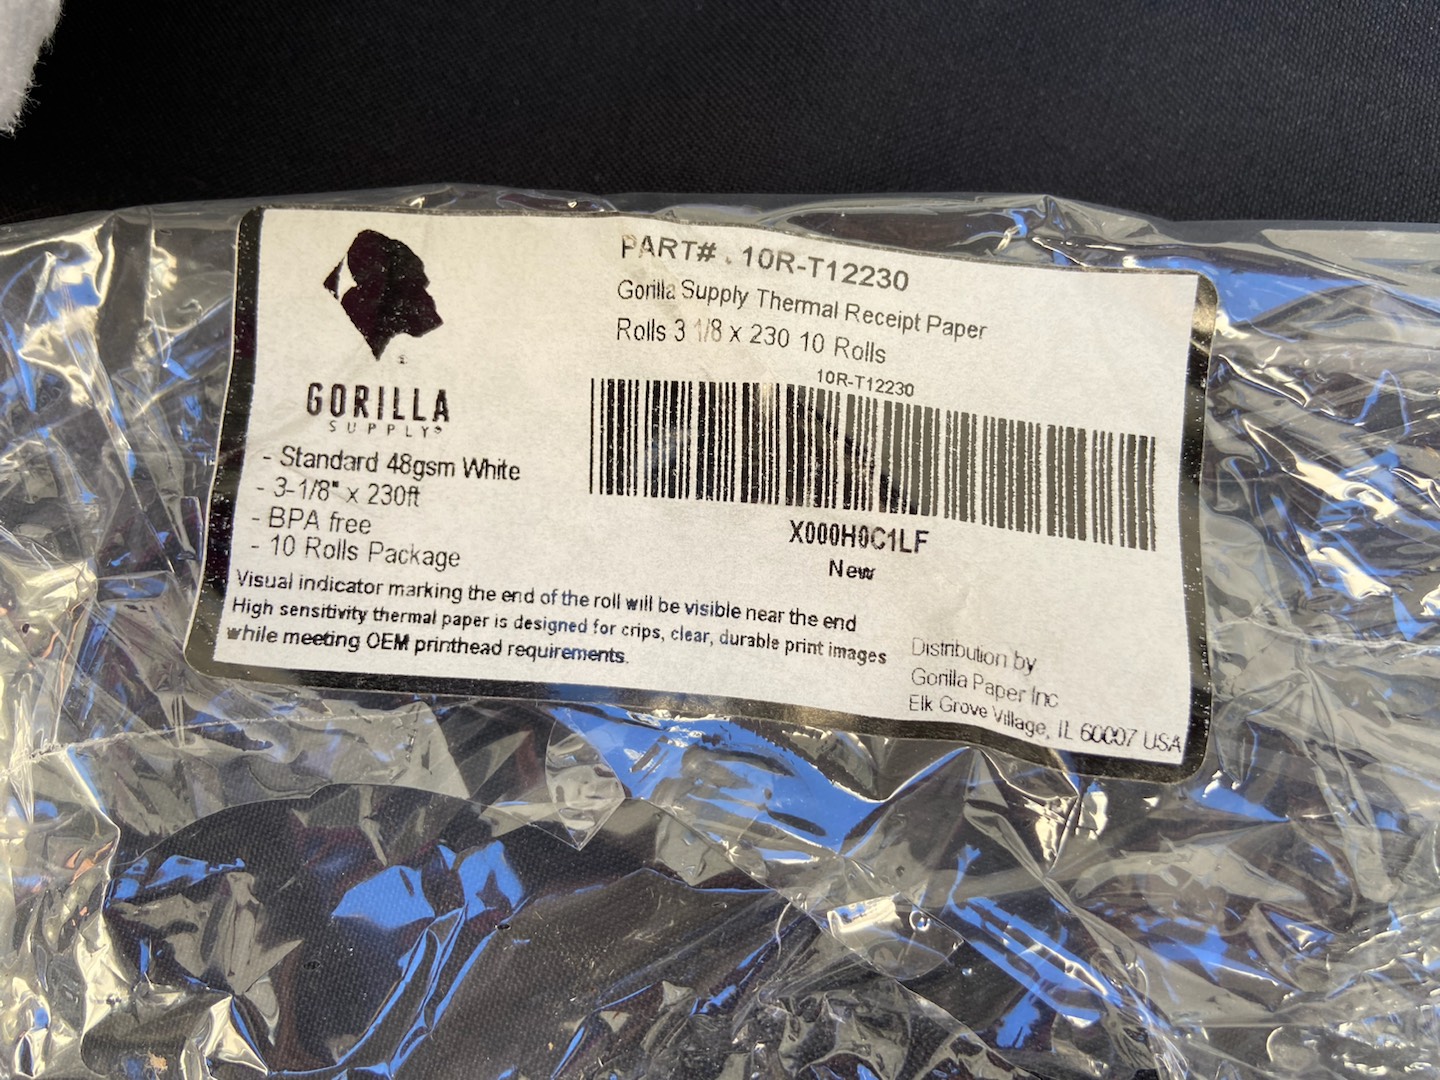 GORILLA
SUPPLY®
- Standard 48gsm White
- 3-1/8" x 230ft
- BPA free
- 10 Rolls Package
PART# . 10R-T12230
Gorilla Supply Thermal Receipt Paper
Rolls 3 1/8 x 230 10 Rolls
10R-T12230
X000H0C1LF
New
Visual indicator marking the end of the roll will be visible near the end
High sensitivity thermal paper is designed for crips, clear, durable print images
while meeting OEM printhead requirements.
Distribution by
Gorilla Paper Inc
Elk Grove Village, IL 60007 USA